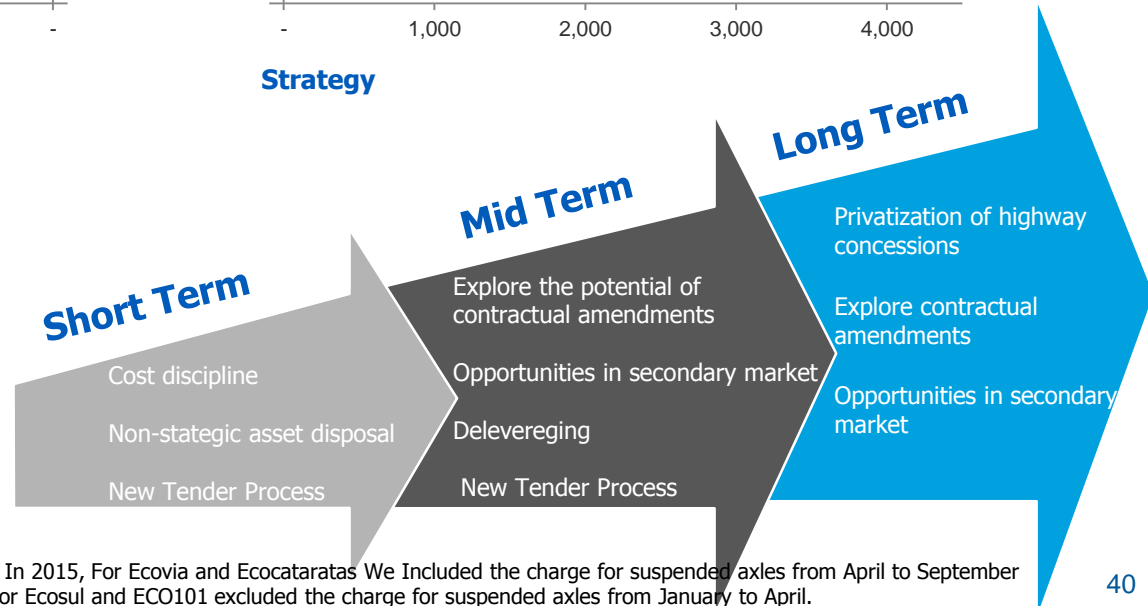 - - 1,000 2,000 3,000 4,000
Strategy
Short Term
Cost discipline
Non-stategic asset disposal
New Tender Process
Mid Term
Explore the potential of
contractual amendments
Opportunities in secondary market
Delevereging
New Tender Process
Long Term
Privatization of highway
concessions
Explore contractual
amendments
Opportunities in secondary
market
In 2015, For Ecovia and Ecocataratas We Included the charge for suspended axles from April to September
or Ecosul and ECO101 excluded the charge for suspended axles from January to April.
40